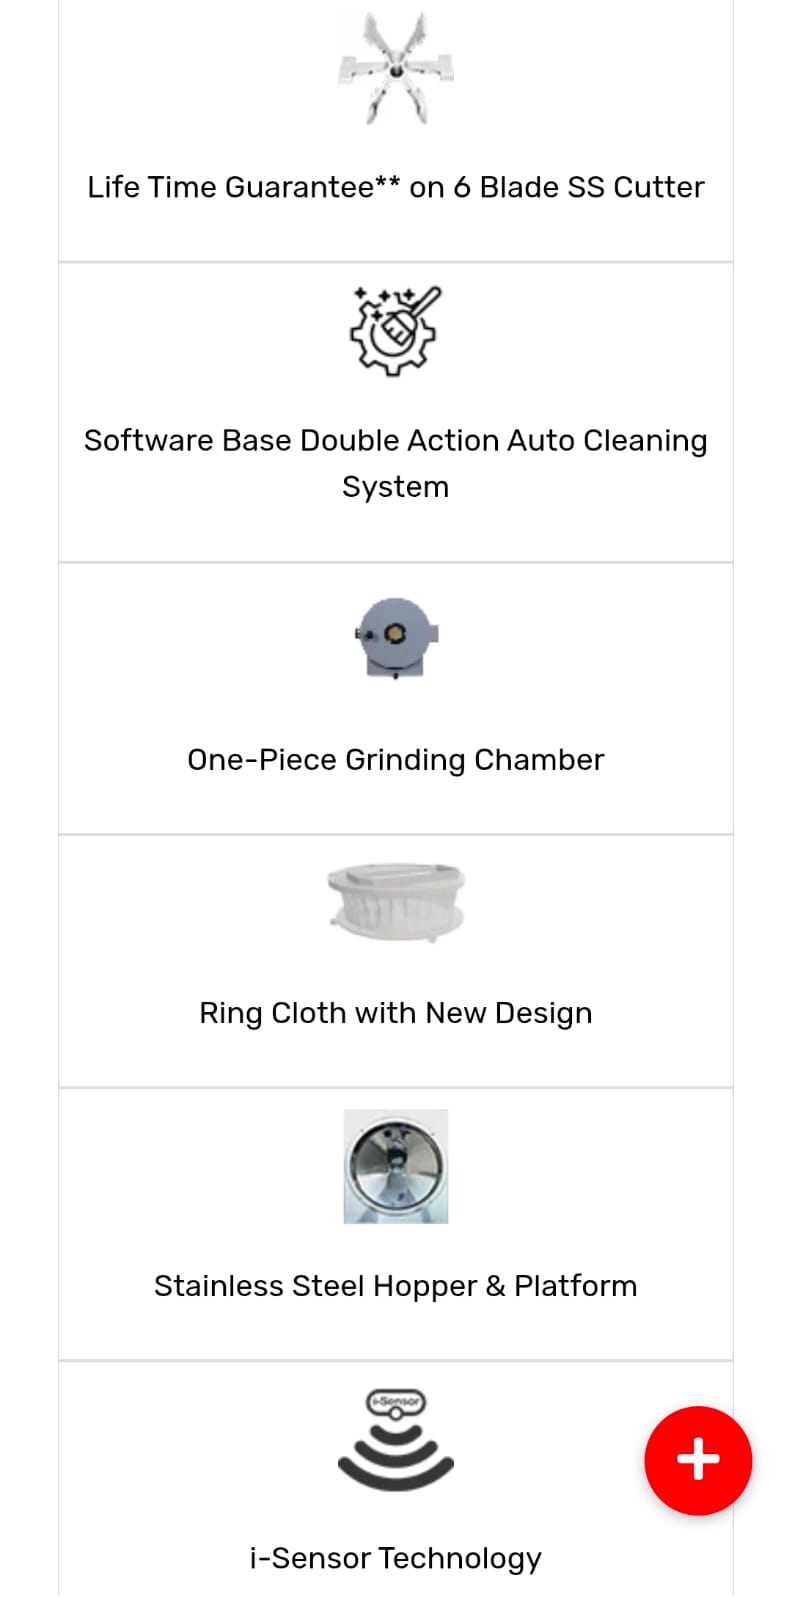 Life Time Guarantee** on 6 Blade SS Cutter
Software Base Double Action Auto Cleaning
System
One-Piece Grinding Chamber
Ring Cloth with New Design
Stainless Steel Hopper & Platform
i-Sensor
i-Sensor Technology